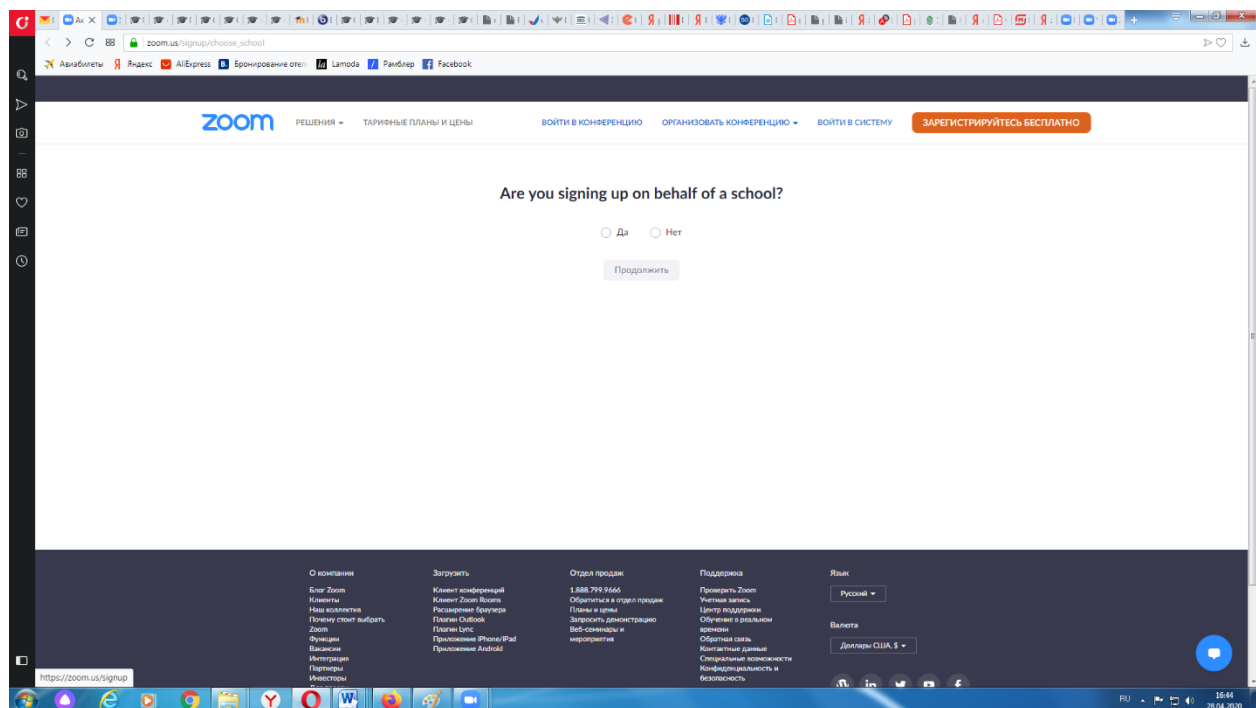 zoom.us/signup/choose_school
Авиабилеты Яндекс AliExpress Бронирование отел Lamoda Рамблер Facebook
zoom РЕШЕНИЯ ТАРИФНЫЕ ПЛАНЫ И ЦЕНЫ ВОЙТИ В КОНФЕРЕНЦИЮ ОРГАНИЗОВАТЬ КОНФЕРЕНЦИЮ ВОЙТИ В СИСТЕМУ ЗАРЕГИСТРИРУЙТЕСЬ БЕСПЛАТНО
Are you signing up on behalf of a school?
Да Нет
Продолжить
О компании
Блог Zoom
Клиенты
Наш коллектив
Почему стоит выбрать
Zoom
Функции
Вакансии
Интеграция
Партнеры
Инвесторы
Загрузить
Клиент конференций
Клиент Zoom Rooms
Расширение браузера
Плагин Outlook
Плагин Lync
Приложение iPhone/iPad
Приложение Android
Отдел продаж
1.888.799.9666
Обратиться в отдел продаж
Планы и цены
Запросить демонстрацию
Веб-семинары и
мероприятия
Поддержка
Проверить Zoom
Учетная запись
Центр поддержки
Обучение в реальном
времени
Обратная связь
Контактные данные
Специальные возможности
Конфиденциальность и
безопасность
Язык
Русский
Валюта
Доллары США, $
https://zoom.us/signup
RU 16:44
28.04.2020